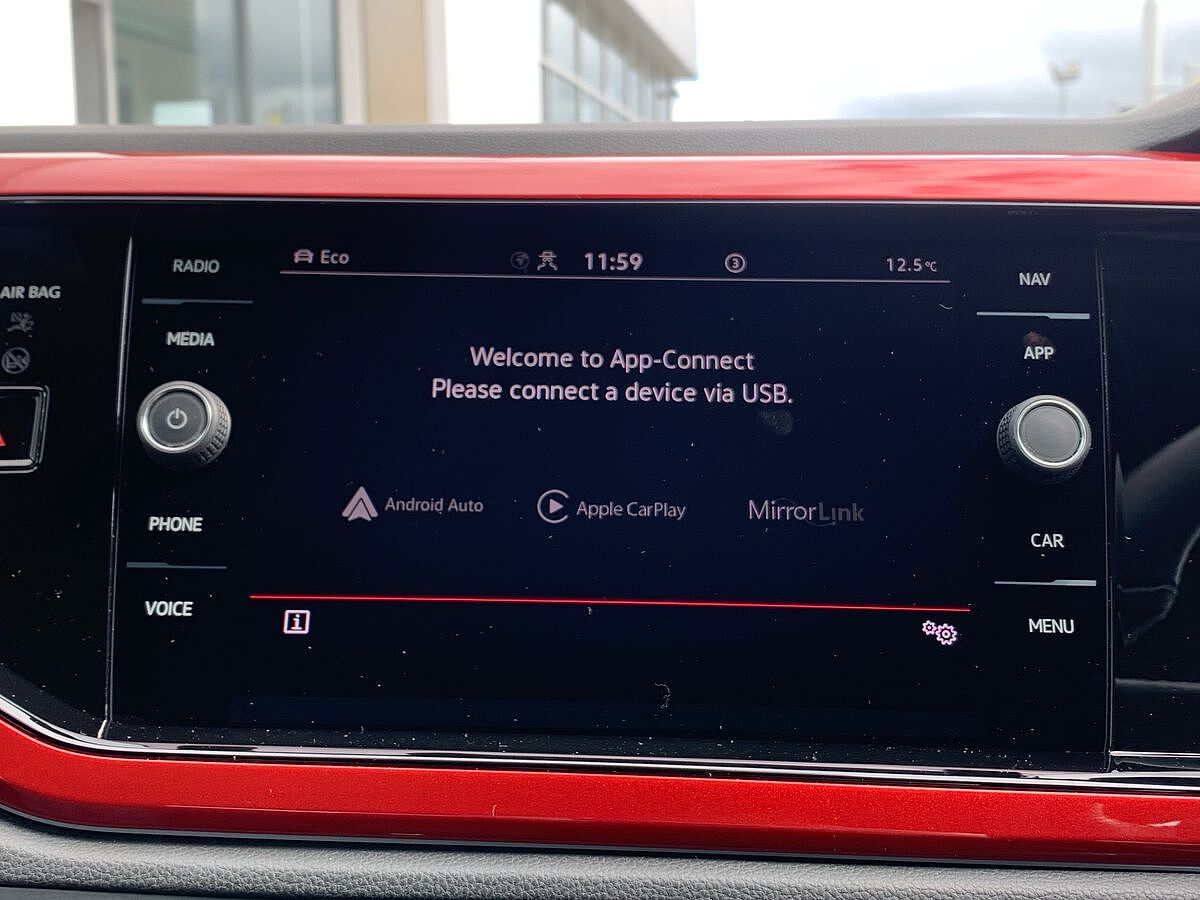 RADIO
Eco
11:59
3
12.5°C
NAV
AIR BAG
MEDIA
APP
Welcome to App-Connect
Please connect a device via USB.
Android Auto
Apple CarPlay
MirrorLink
PHONE
CAR
VOICE
i
MENU